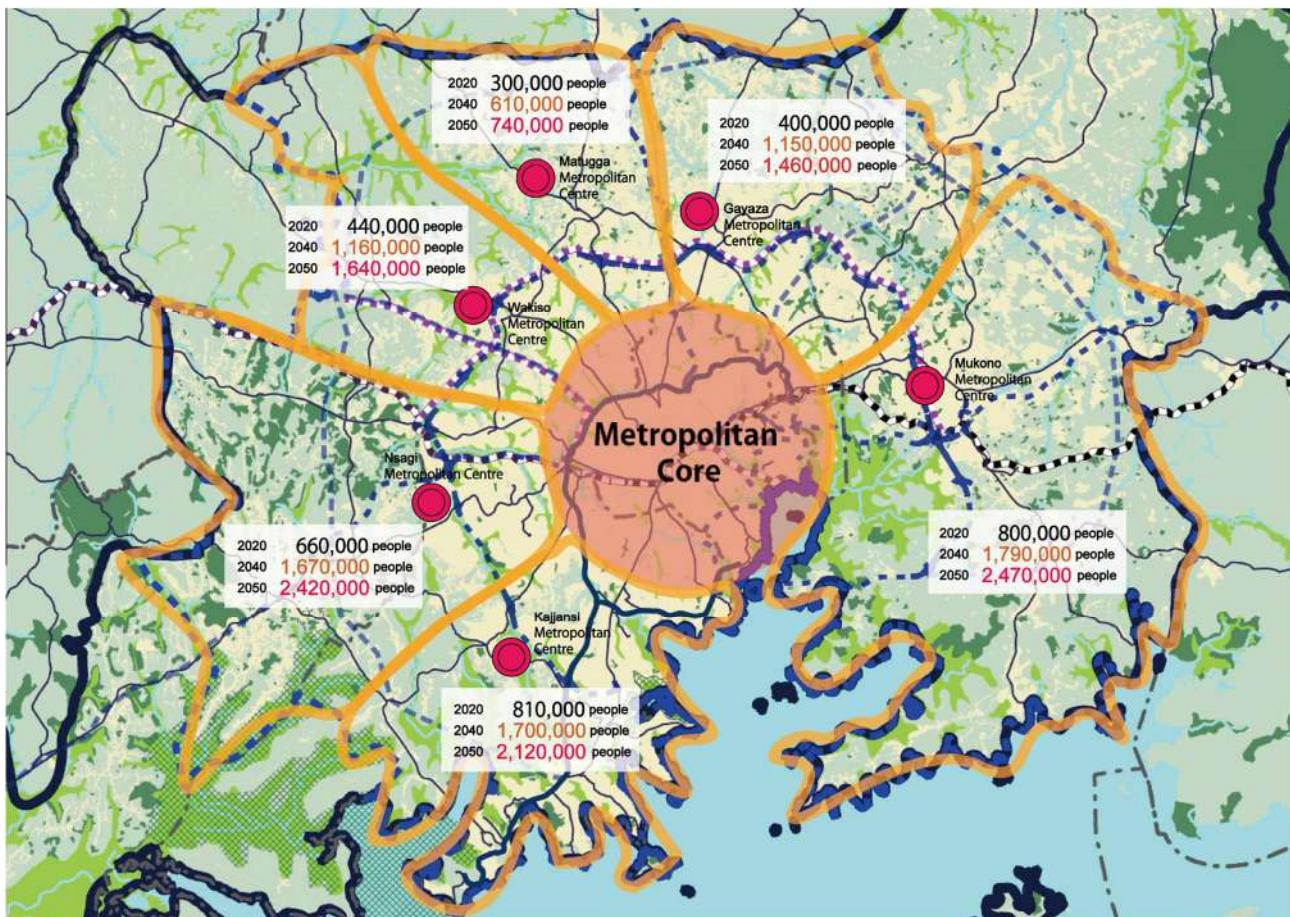 2020 300,000 people
2040 610,000 people
2050 740,000 people
2020 400,000 people
2040 1,150,000 people
2050 1,460,000 people
Matugga
Metropolitan
Centre
Gayaza
Metropolitan
Centre
2020 440,000 people
2040 1,160,000 people
2050 1,640,000 people
Wakiso
Metropolitan
Centre
Mukono
Metropolitan
Centre
Metropolitan
Core
Nsagi
Metropolitan Centre
2020 660,000 people
2040 1,670,000 people
2050 2,420,000 people
2020 800,000 people
2040 1,790,000 people
2050 2,470,000 people
Kajjansi
Metropolitan
Centre
2020 810,000 people
2040 1,700,000 people
2050 2,120,000 people